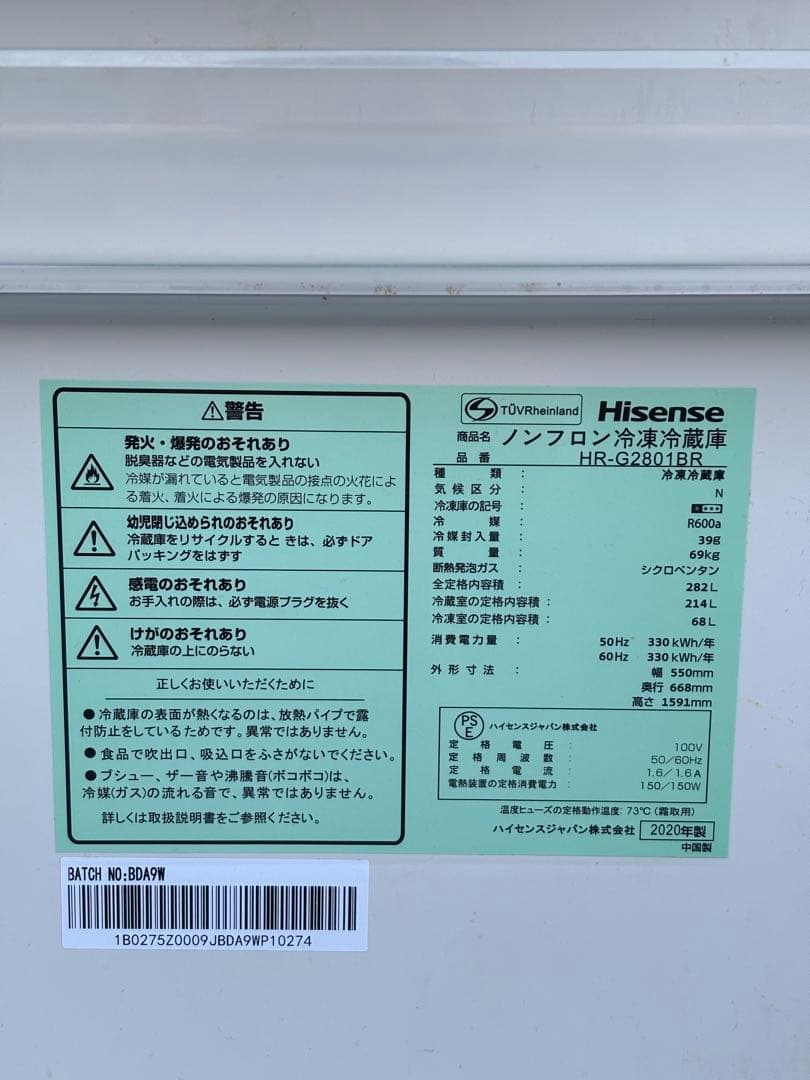 ⚠警告
発火・爆発のおそれあり
脱臭器などの電気製品を入れない
冷媒が漏れていると電気製品の接点の火花によ
る着火、着火による爆発の原因になります。
幼児閉じ込められのおそれあり
冷蔵庫をリサイクルすると きは、必ずドア
パッキングをはずす
感電のおそれあり
お手入れの際は、必ず電源プラグを抜く
けがのおそれあり
冷蔵庫の上にのらない
正しくお使いいただくために
●冷蔵庫の表面が熱くなるのは、放熱パイプで露
付防止をしているためです。異常ではありません。
●食品で吹出口、吸込口をふさがないでください。
●ブシュー、ザー音や沸騰音(ポコポコ)は、
冷媒(ガス)の流れる音で、異常ではありません。
詳しくは取扱説明書をご参照ください。
TÜVRheinland
Hisense
商品名 ノンフロン冷凍冷蔵庫
品番 HR-G2801BR
種類 : 冷凍冷蔵庫
気候区分 : N
冷凍庫の記号 :
冷媒 : R600a
冷媒封入量 : 39g
質量 : 69kg
断熱発泡ガス : シクロペンタン
全定格内容積 : 282L
冷蔵室の定格内容積 : 214L
冷凍室の定格内容積 : 68L
消費電力量 : 50Hz 330kWh/年
60Hz 330kWh/年
外形寸法 : 幅 550mm
奥行 668mm
高さ 1591mm
PSE ハイセンスジャパン株式会社
定格電圧 : 100V
定格周波数 : 50/60Hz
定格電流 : 1.6/1.6A
電熱装置の定格消費電力 : 150/150W
温度ヒューズの定格動作温度: 73℃ (霜取用)
ハイセンスジャパン株式会社 2020年製
中国製
BATCH NO:BDA9W
1B0275Z0009JBDA9WP10274